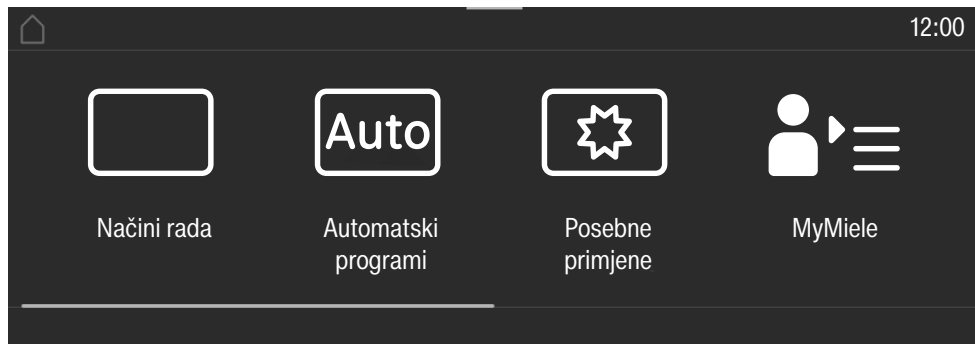 12:00
Auto
Načini rada
Automatski
programi
Posebne
primjene
MyMiele